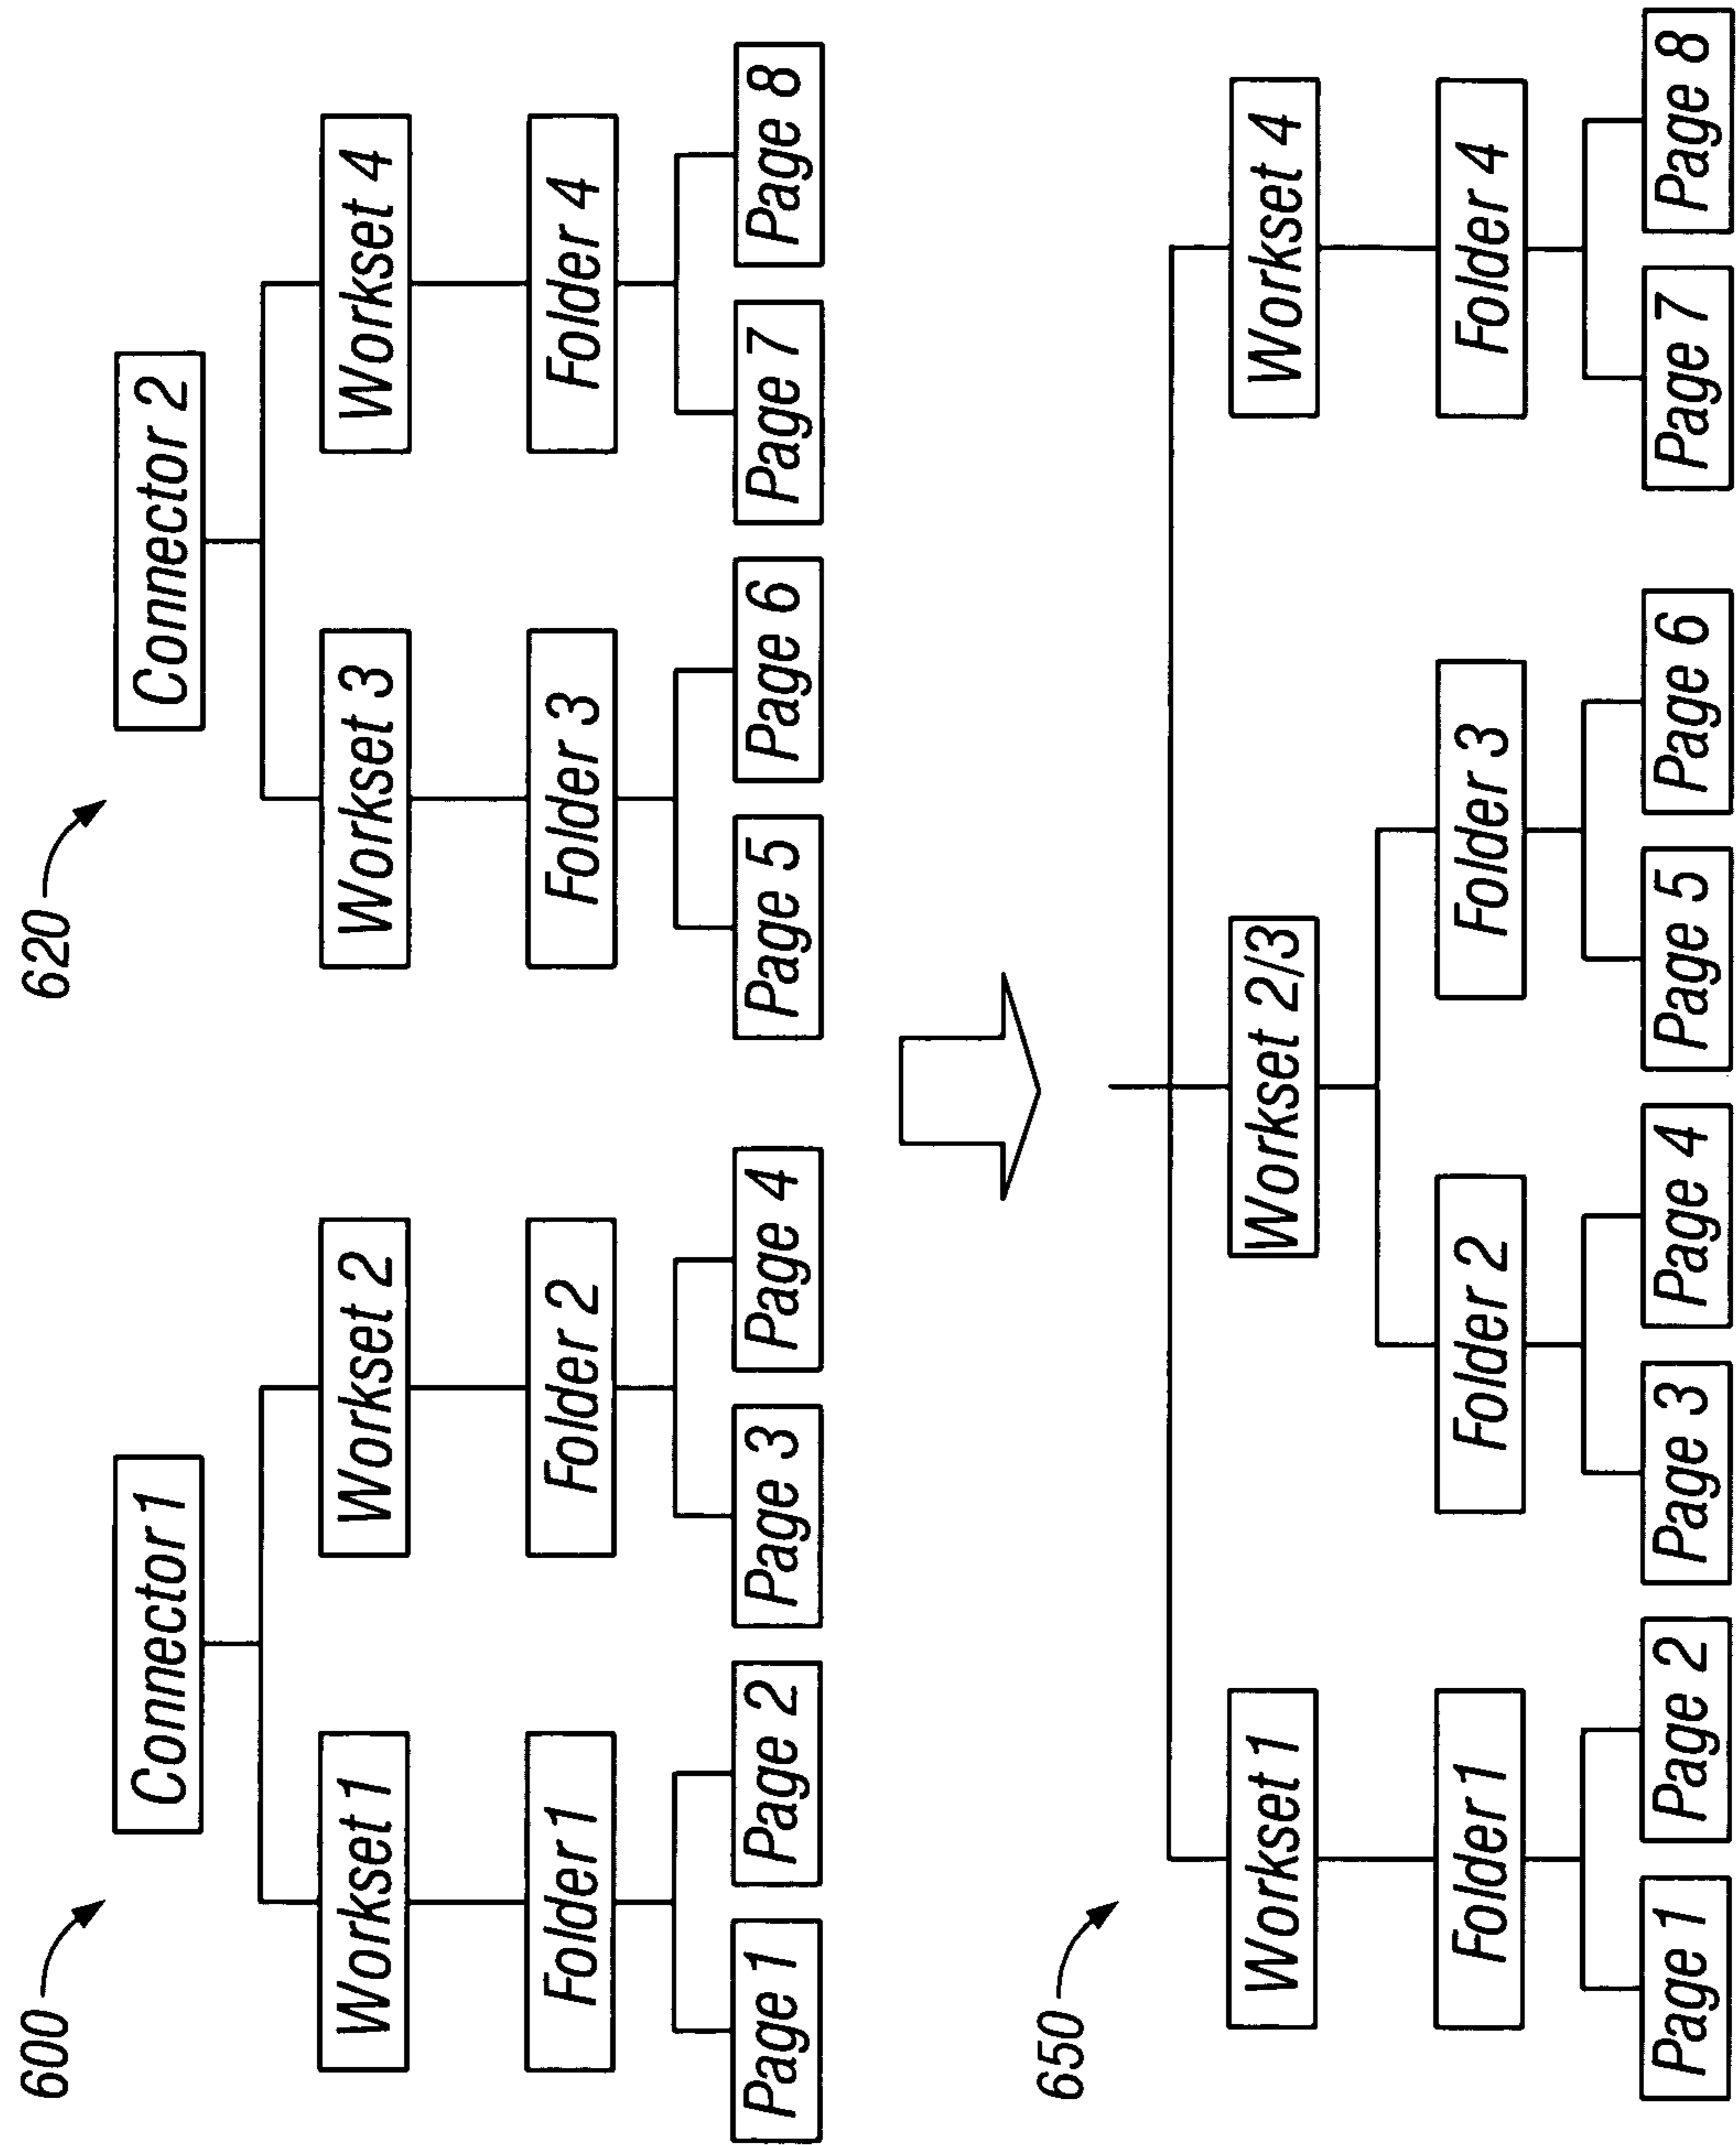 600
620
Connector 1
Connector 2
Workset 1
Workset 2
Workset 3
Workset 4
Folder 1
Folder 2
Folder 3
Folder 4
Page 1
Page 2
Page 3
Page 4
Page 5
Page 6
Page 7
Page 8
650
Workset 1
Workset 2/3
Workset 4
Folder 1
Folder 2
Folder 3
Folder 4
Page 1
Page 2
Page 3
Page 4
Page 5
Page 6
Page 7
Page 8